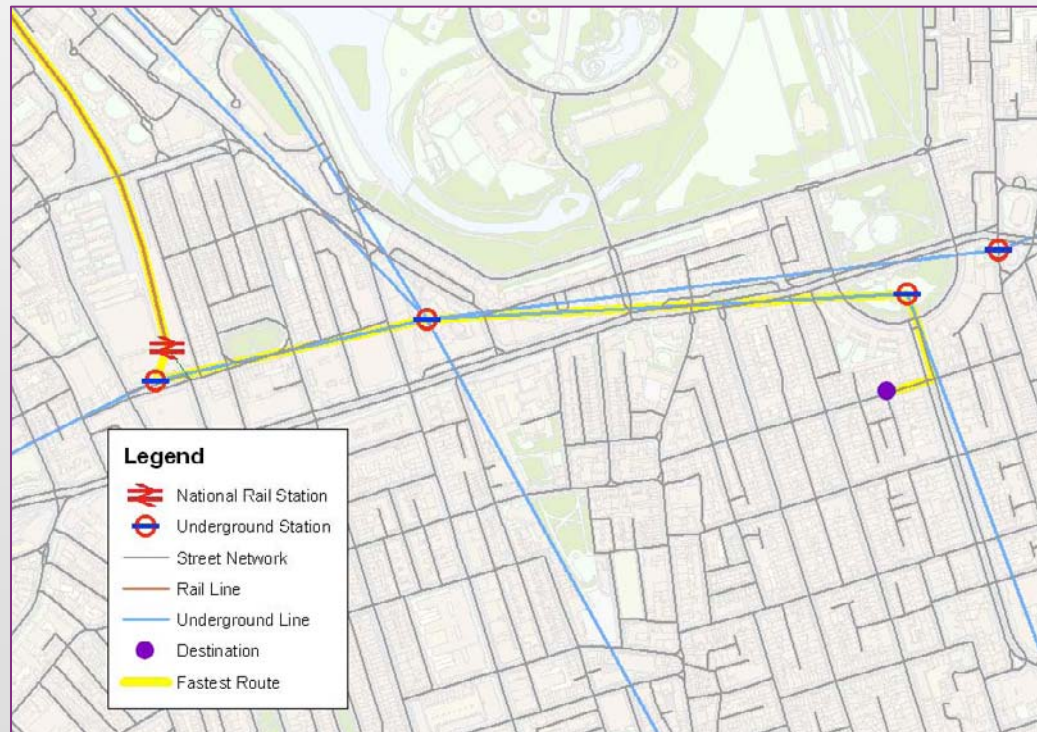 Legend
National Rail Station
Underground Station
Street Network
Rail Line
Underground Line
Destination
Fastest Route